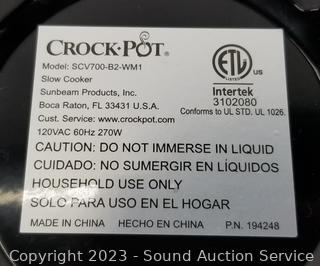 CROCK·POT®
Model: SCV700-B2-WM1
Slow Cooker
Sunbeam Products, Inc.
Boca Raton, FL 33431 U.S.A.
Cust. Service: www.crockpot.com
120VAC 60Hz 270W
ETL
LISTED
C US
Intertek
3102080
Conforms to UL STD. UL 1026.
CAUTION: DO NOT IMMERSE IN LIQUID
CUIDADO: NO SUMERGIR EN LÍQUIDOS
HOUSEHOLD USE ONLY
SOLO PARA USO EN EL HOGAR
MADE IN CHINA HECHO EN CHINA P.N. 194248
Copyright 2023 - Sound Auction Service